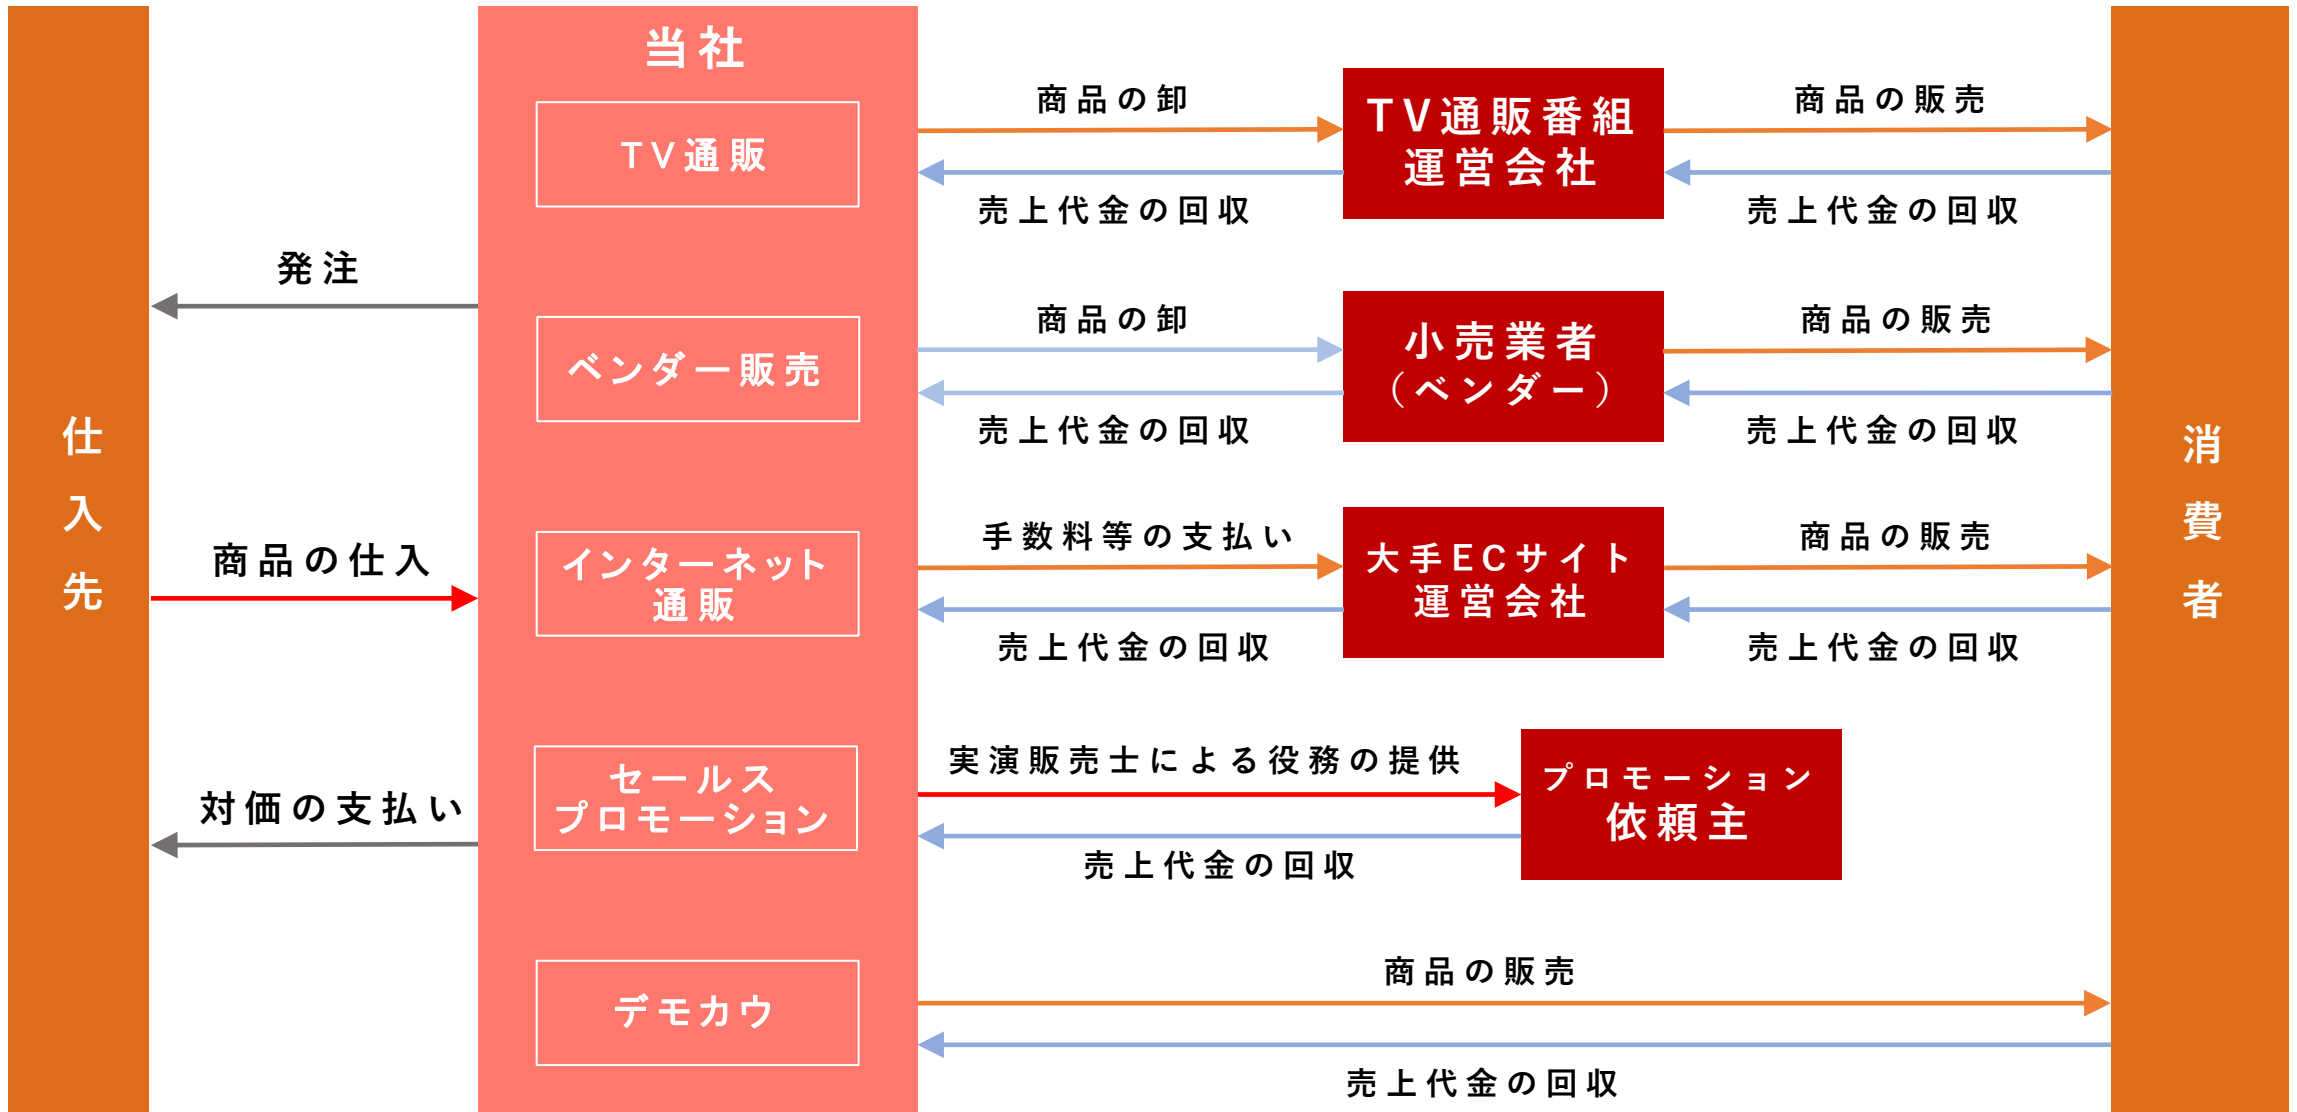 仕入先
発注
商品の仕入
対価の支払い
当社
TV通販
ベンダー販売
インターネット
通販
セールス
プロモーション
デモカウ
商品の卸
売上代金の回収
TV通販番組
運営会社
商品の販売
売上代金の回収
商品の卸
売上代金の回収
小売業者
（ベンダー）
商品の販売
売上代金の回収
手数料等の支払い
売上代金の回収
大手ECサイト
運営会社
商品の販売
売上代金の回収
実演販売士による役務の提供
売上代金の回収
プロモーション
依頼主
商品の販売
売上代金の回収
消費者